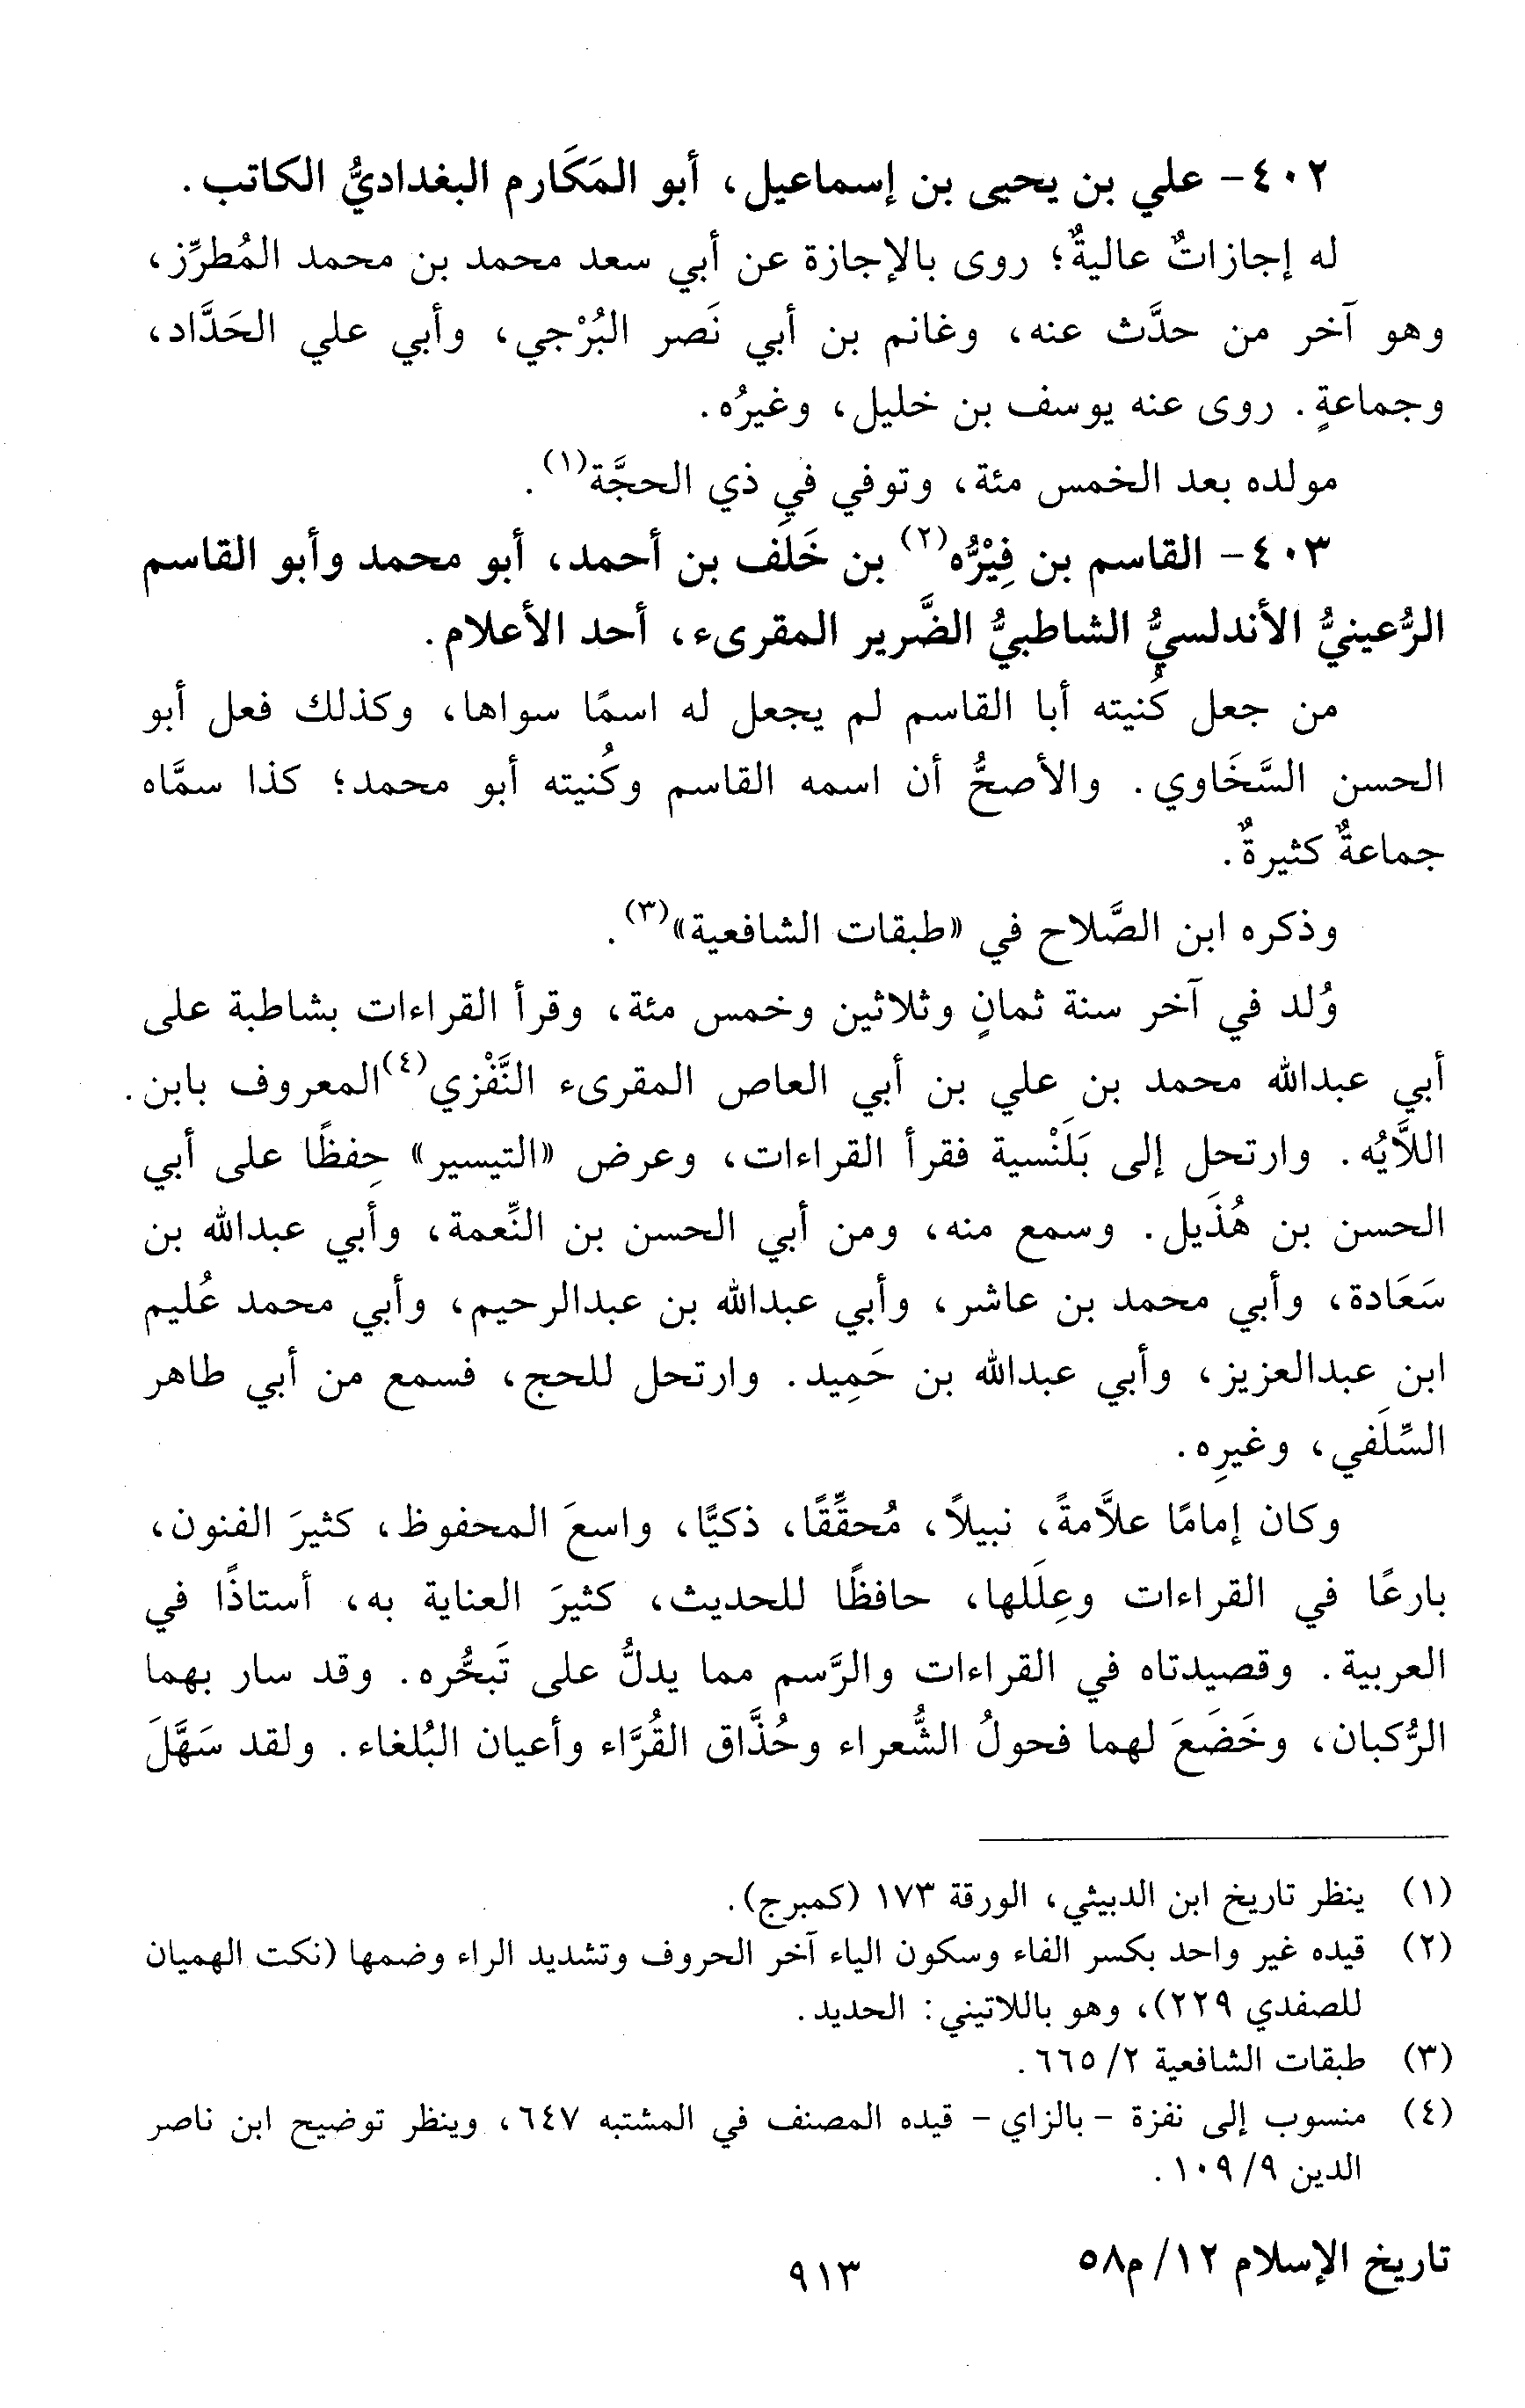 ٤٠٢- علي بن يحيى بن إسماعيل، أبو المَكَارم البغداديُّ الكاتب.
له إجازاتٌ عاليةٌ؛ روى بالإجازة عن أبي سعد محمد بن محمد المُطرِّز،
وهو آخر من حدَّث عنه، وغانم بن أبي نَصر البُرْجي، وأبي علي الحَدَّاد،
وجماعةٍ. روى عنه يوسف بن خليل، وغيرُه.
مولده بعد الخمس مئة، وتوفي في ذي الحجَّة(١).
٤٠٣- القاسم بن فِيْرُّه(٢) بن خَلَف بن أحمد، أبو محمد وأبو القاسم
الرُّعينيُّ الأندلسيُّ الشاطبيُّ الضَّرير المقرىء، أحد الأعلام.
من جعل كُنيته أبا القاسم لم يجعل له اسمًا سواها، وكذلك فعل أبو
الحسن السَّخَاوي. والأصحُّ أن اسمه القاسم وكُنيته أبو محمد؛ كذا سمَّاه
جماعةٌ كثيرةٌ.
وذكره ابن الصَّلاح في «طبقات الشافعية»(٣).
وُلد في آخر سنة ثمانٍ وثلاثين وخمس مئة، وقرأ القراءات بشاطبة على
أبي عبدالله محمد بن علي بن أبي العاص المقرىء النَّفْزي(٤) المعروف بابن
اللاَّيُه. وارتحل إلى بَلَنْسية فقرأ القراءات، وعرض «التيسير» حِفظًا على أبي
الحسن بن هُذَيل. وسمع منه، ومن أبي الحسن بن النِّعمة، وأبي عبدالله بن
سَعَادة، وأبي محمد بن عاشر، وأبي عبدالله بن عبدالرحيم، وأبي محمد عُليم
ابن عبدالعزيز، وأبي عبدالله بن حَمِيد. وارتحل للحج، فسمع من أبي طاهر
السِّلَفي، وغيرِه.
وكان إمامًا علاَّمةً، نبيلاً، مُحقِّقًا، ذكيًّا، واسعَ المحفوظ، كثيرَ الفنون،
بارعًا في القراءات وعِلَلها، حافظًا للحديث، كثيرَ العناية به، أستاذًا في
العربية. وقصيدتاه في القراءات والرَّسم مما يدلُّ على تَبحُّره. وقد سار بهما
الرُّكبان، وخَضَعَ لهما فحولُ الشُّعراء وحُذَّاق القُرَّاء وأعيان البُلغاء. ولقد سَهَّلَ
(١) ينظر تاريخ ابن الدبيثي، الورقة ١٧٣ (كمبرج).
(٢) قيده غير واحد بكسر الفاء وسكون الياء آخر الحروف وتشديد الراء وضمها (نكت الهميان
للصفدي ٢٢٩)، وهو باللاتيني: الحديد.
(٣) طبقات الشافعية ٢/ ٦٦٥.
(٤) منسوب إلى نفزة - بالزاي - قيده المصنف في المشتبه ٦٤٧، وينظر توضيح ابن ناصر
الدين ٩/ ١٠٩.
تاريخ الإسلام ١٢/ م٥٨
٩١٣